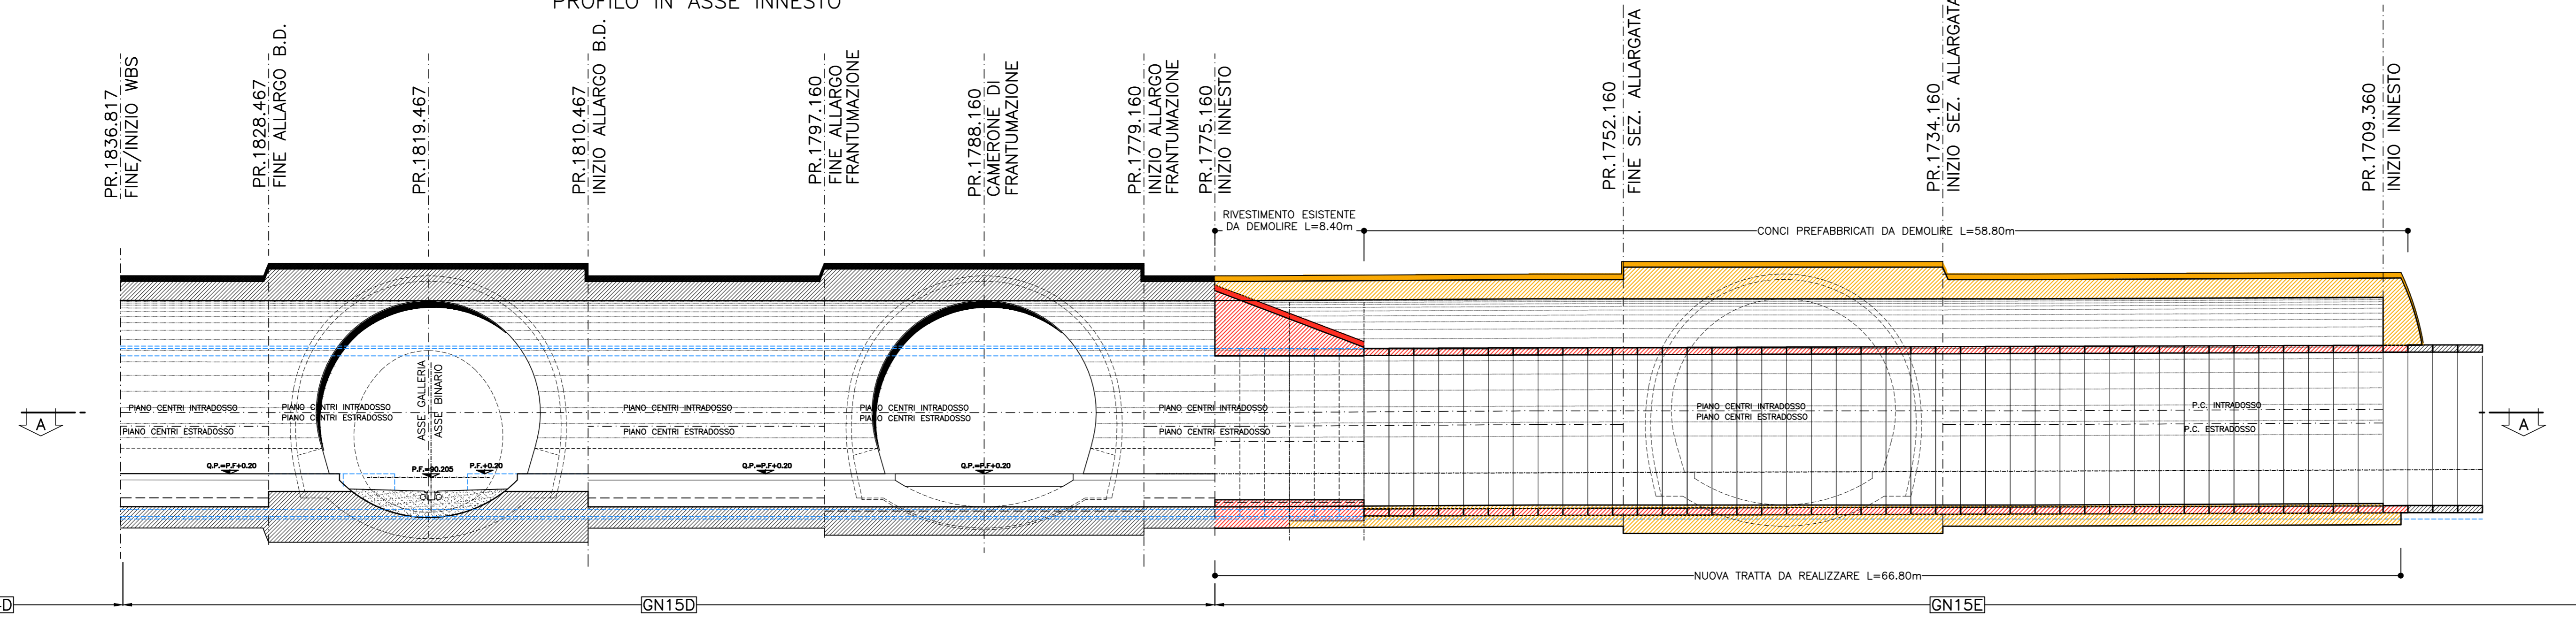 PROFILO IN ASSE INNESTO
PR.1836.817
FINE/INIZIO WBS
PR.1828.467
FINE ALLARGO B.D.
PR.1819.467
PR.1810.467
INIZIO ALLARGO B.D.
PR.1797.160
FINE ALLARGO
FRANTUMAZIONE
PR.1788.160
CAMERONE DI
FRANTUMAZIONE
PR.1779.160
INIZIO ALLARGO
FRANTUMAZIONE
PR.1775.160
INIZIO INNESTO
PR.1752.160
FINE SEZ. ALLARGATA
PR.1734.160
INIZIO SEZ. ALLARGATA
PR.1709.360
INIZIO INNESTO
RIVESTIMENTO ESISTENTE
DA DEMOLIRE L=8.40m
CONCI PREFABBRICATI DA DEMOLIRE L=58.80m
A
PIANO CENTRI INTRADOSSO
PIANO CENTRI ESTRADOSSO
PIANO CENTRI INTRADOSSO
PIANO CENTRI ESTRADOSSO
ASSE GALLERIA
ASSE BINARIO
PIANO CENTRI INTRADOSSO
PIANO CENTRI ESTRADOSSO
PIANO CENTRI INTRADOSSO
PIANO CENTRI ESTRADOSSO
PIANO CENTRI INTRADOSSO
PIANO CENTRI ESTRADOSSO
PIANO CENTRI INTRADOSSO
PIANO CENTRI ESTRADOSSO
P.C. INTRADOSSO
P.C. ESTRADOSSO
A
Q.P.=P.F+0.20
P.F.=90.205
P.F.+0.20
Q.P.=P.F+0.20
Q.P.=P.F+0.20
NUOVA TRATTA DA REALIZZARE L=66.80m
D
GN15D
GN15E